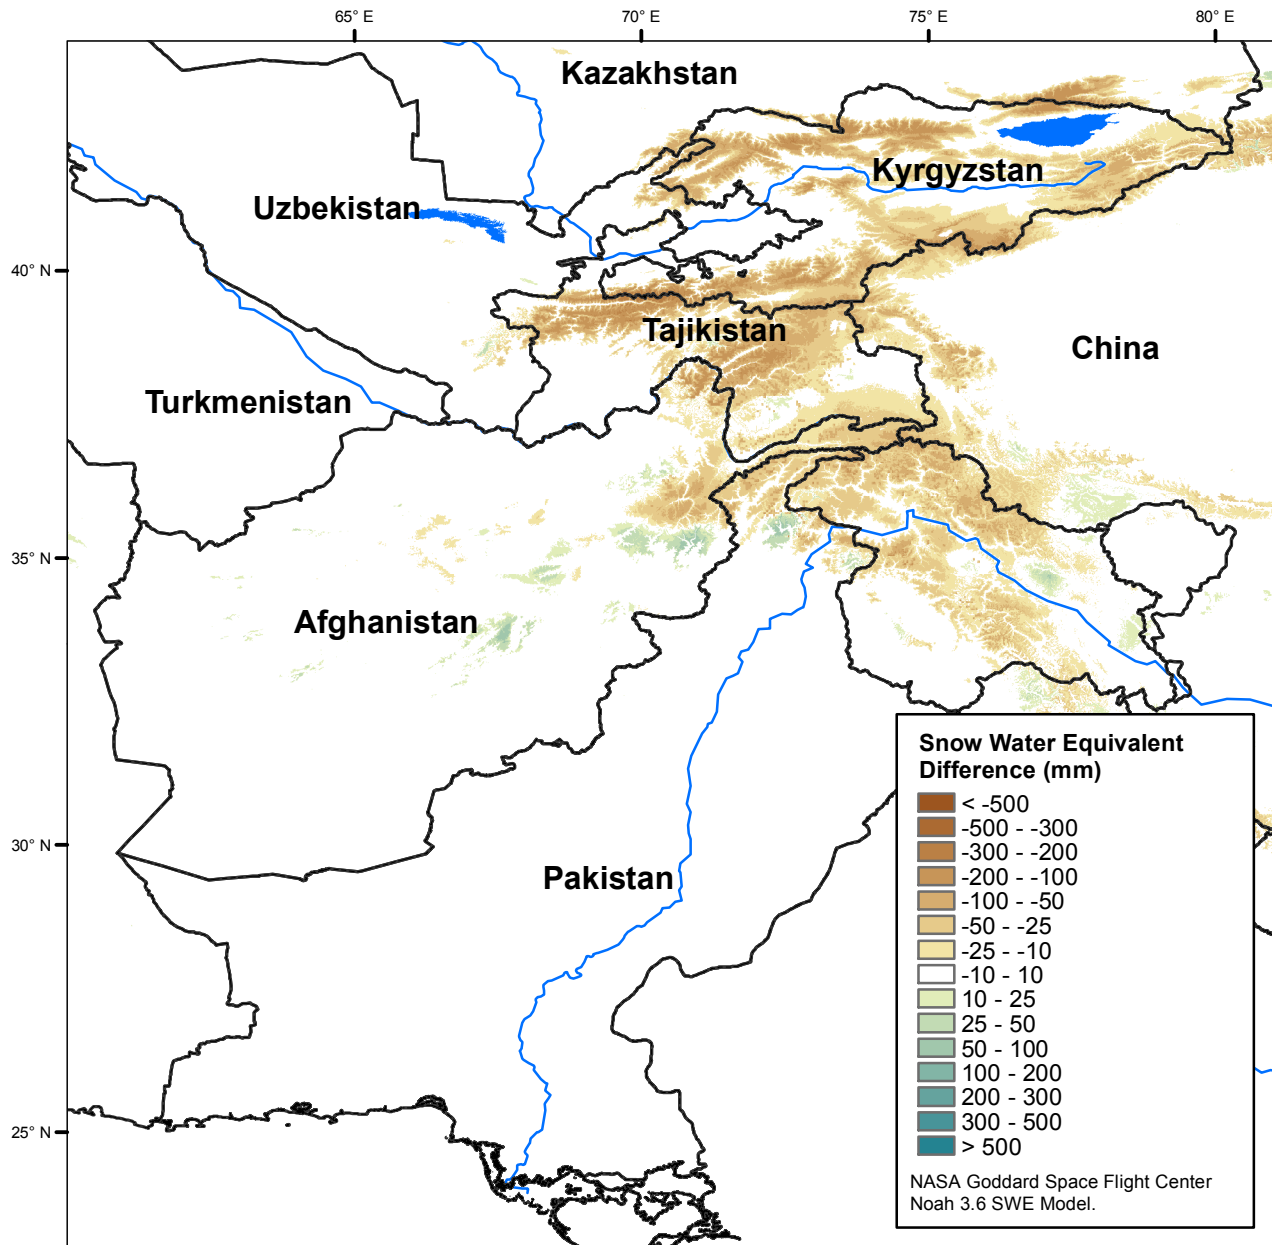 65° E
70° E
75° E
80° E
Kazakhstan
Kyrgyzstan
Uzbekistan
40° N
Tajikistan
China
Turkmenistan
35° N
Afghanistan
Snow Water Equivalent
Difference (mm)
< -500
-500 - -300
-300 - -200
-200 - -100
-100 - -50
-50 - -25
-25 - -10
-10 - 10
10 - 25
25 - 50
50 - 100
100 - 200
200 - 300
300 - 500
> 500
30° N
Pakistan
25° N
NASA Goddard Space Flight Center
Noah 3.6 SWE Model.